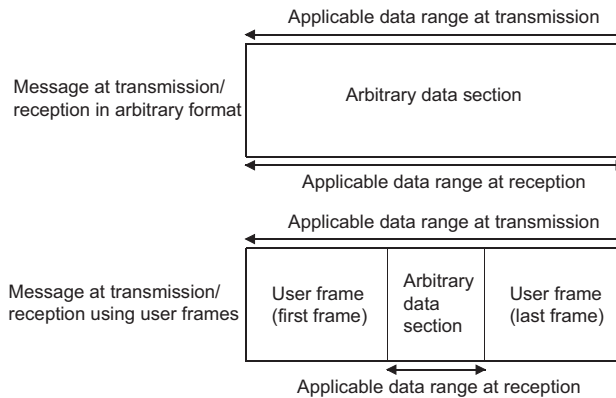 Applicable data range at transmission
Message at transmission/
reception in arbitrary format
Arbitrary data section
Applicable data range at reception
Applicable data range at transmission
Message at transmission/
reception using user frames
User frame
(first frame)
Arbitrary
data
section
User frame
(last frame)
Applicable data range at reception